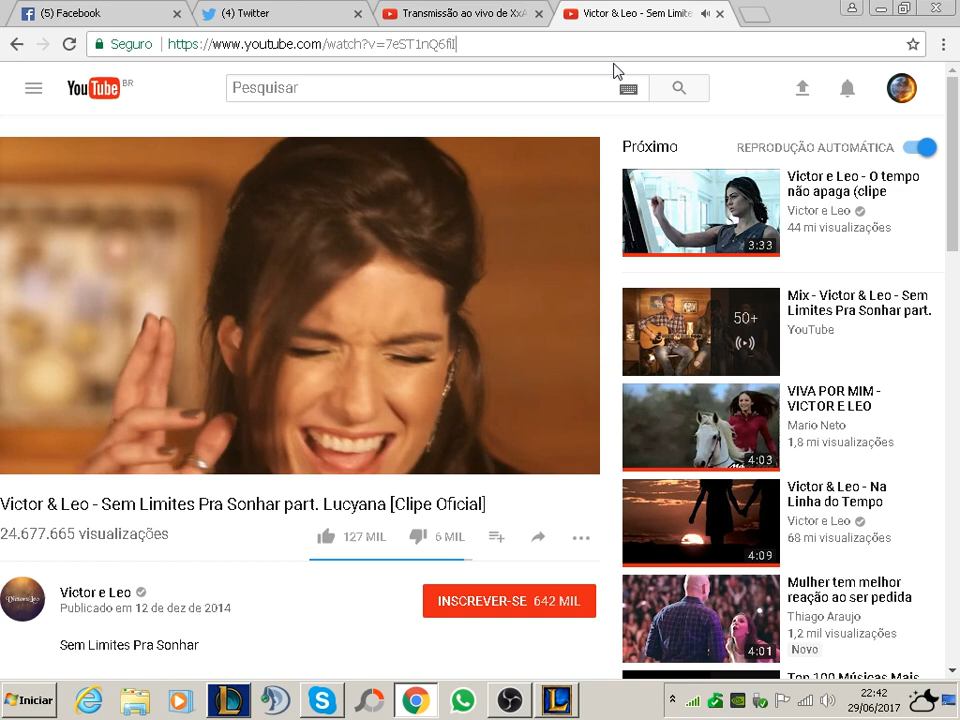 (5) Facebook
(4) Twitter
Transmissão ao vivo de XxA
Victor & Leo - Sem Limite
Seguro
https://www.youtube.com/watch?v=7eST1nQ6fiI
YouTube BR
Pesquisar
Próximo
REPRODUÇÃO AUTOMÁTICA
Victor e Leo - O tempo
não apaga (clipe
Victor e Leo
44 mi visualizações
3:33
Mix - Victor & Leo - Sem
Limites Pra Sonhar part.
YouTube
50+
VIVA POR MIM -
VICTOR E LEO
Mario Neto
1,8 mi visualizações
4:03
Victor & Leo - Na
Linha do Tempo
Victor e Leo
68 mi visualizações
4:09
Mulher tem melhor
reação ao ser pedida
Thiago Araujo
1,2 mil visualizações
Novo
4:01
Top 100 Músicas Mais
Victor & Leo - Sem Limites Pra Sonhar part. Lucyana [Clipe Oficial]
24.677.665 visualizações
127 MIL
6 MIL
Victor e Leo
Publicado em 12 de dez de 2014
INSCREVER-SE 642 MIL
Sem Limites Pra Sonhar
Iniciar
22:42
29/06/2017